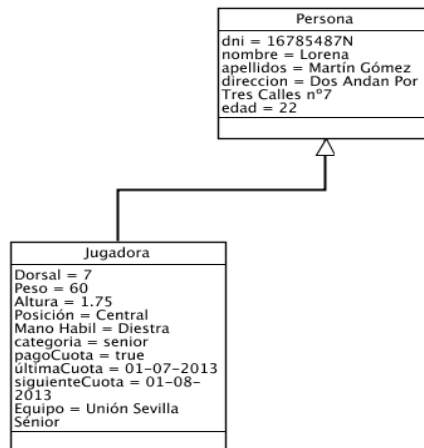 Persona
dni = 16785487N
nombre = Lorena
apellidos = Martín Gómez
direccion = Dos Andan Por
Tres Calles nº7
edad = 22
Jugadora
Dorsal = 7
Peso = 60
Altura = 1.75
Posición = Central
Mano Habil = Diestra
categoria = senior
pagoCuota = true
últimaCuota = 01-07-2013
siguienteCuota = 01-08-
2013
Equipo = Unión Sevilla
Sénior